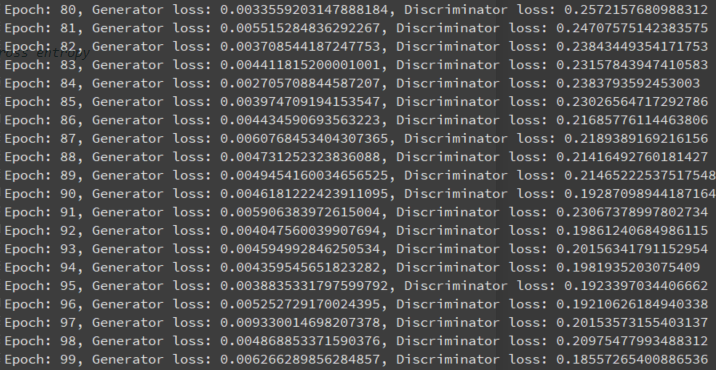 Epoch: 80, Generator loss: 0.0033559203147888184, Discriminator loss: 0.2572157680988312
Epoch: 81, Generator loss: 0.005515284836292267, Discriminator loss: 0.24707575142383575
Epoch: 82, Generator loss: 0.003708544187247753, Discriminator loss: 0.23843449354171753
ross entropy
Epoch: 83, Generator loss: 0.004411815200001001, Discriminator loss: 0.23157843947410583
Epoch: 84, Generator loss: 0.002705708844587207, Discriminator loss: 0.2383793592453003
Epoch: 85, Generator loss: 0.003974709194153547, Discriminator loss: 0.23026564717292786
Epoch: 86, Generator loss: 0.004434590693563223, Discriminator loss: 0.21685776114463806
Epoch: 87, Generator loss: 0.0060768453404307365, Discriminator loss: 0.2189389169216156
Epoch: 88, Generator loss: 0.0047312523323836088, Discriminator loss: 0.21416492760181427
Epoch: 89, Generator loss: 0.0049454160034656525, Discriminator loss: 0.21465222537517548
Epoch: 90, Generator loss: 0.0046181222423911095, Discriminator loss: 0.19287098944187164
Epoch: 91, Generator loss: 0.005906383972615004, Discriminator loss: 0.23067378997802734
Epoch: 92, Generator loss: 0.004047560039907694, Discriminator loss: 0.19861240684986115
Epoch: 93, Generator loss: 0.004594992846250534, Discriminator loss: 0.20156341791152954
Epoch: 94, Generator loss: 0.004359545651823282, Discriminator loss: 0.1981935203075409
Epoch: 95, Generator loss: 0.0038835331797599792, Discriminator loss: 0.1923397034406662
Epoch: 96, Generator loss: 0.005252729170024395, Discriminator loss: 0.19210626184940338
Epoch: 97, Generator loss: 0.009330014698207378, Discriminator loss: 0.20153573155403137
Epoch: 98, Generator loss: 0.004868853371590376, Discriminator loss: 0.20975477993488312
Epoch: 99, Generator loss: 0.006266289856284857, Discriminator loss: 0.18557265400886536